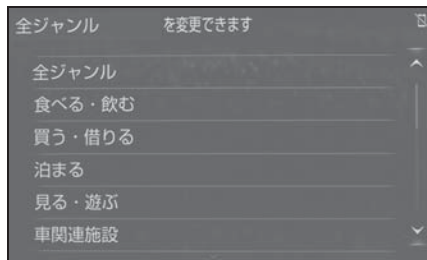 全ジャンル を変更できます
全ジャンル
食べる・飲む
買う・借りる
泊まる
見る・遊ぶ
車関連施設